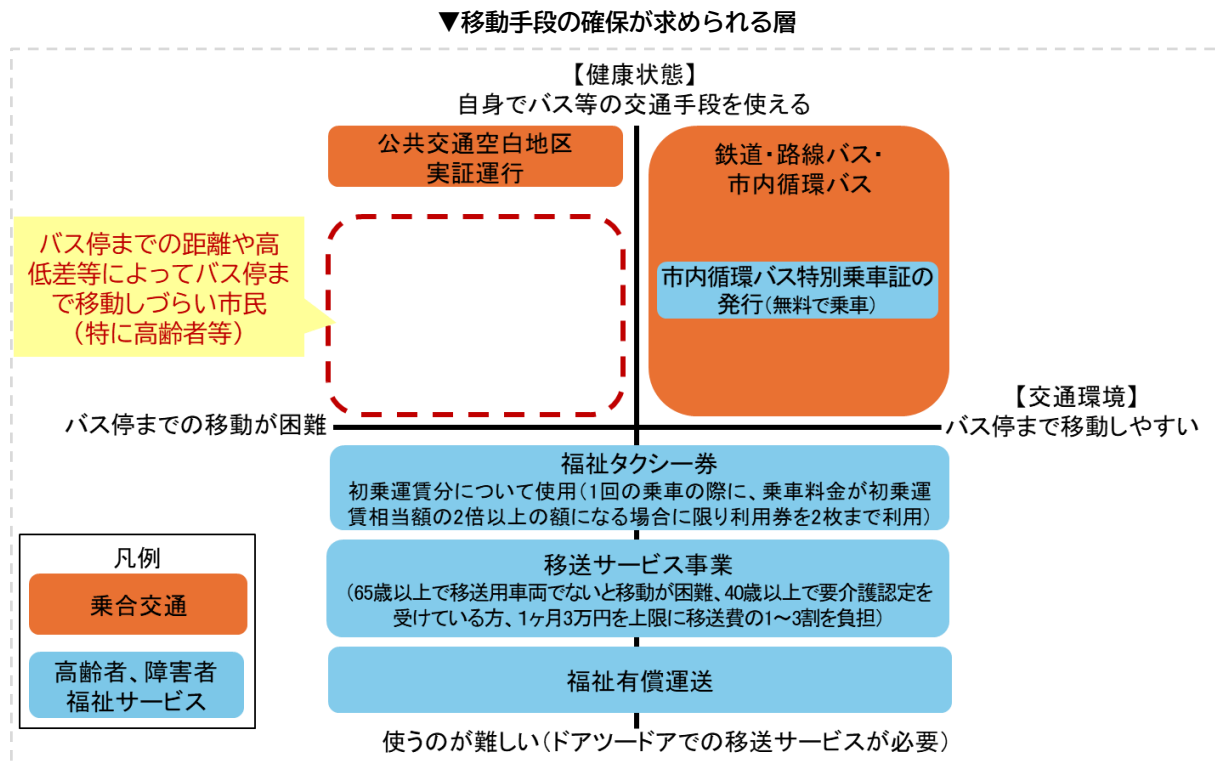 ▼移動手段の確保が求められる層
【健康状態】
自身でバス等の交通手段を使える
公共交通空白地区
実証運行
鉄道・路線バス・
市内循環バス
バス停までの距離や高
低差等によってバス停ま
で移動しづらい市民
（特に高齢者等）
市内循環バス特別乗車証の
発行（無料で乗車）
【交通環境】
バス停までの移動が困難
バス停まで移動しやすい
福祉タクシー券
初乗運賃分について使用（1回の乗車の際に、乗車料金が初乗運
賃相当額の2倍以上の額になる場合に限り利用券を2枚まで利用）
移送サービス事業
（65歳以上で移送用車両でないと移動が困難、40歳以上で要介護認定を
受けている方、1ヶ月3万円を上限に移送費の1～3割を負担）
福祉有償運送
使うのが難しい（ドアツードアでの移送サービスが必要）
凡例
乗合交通
高齢者、障害者
福祉サービス